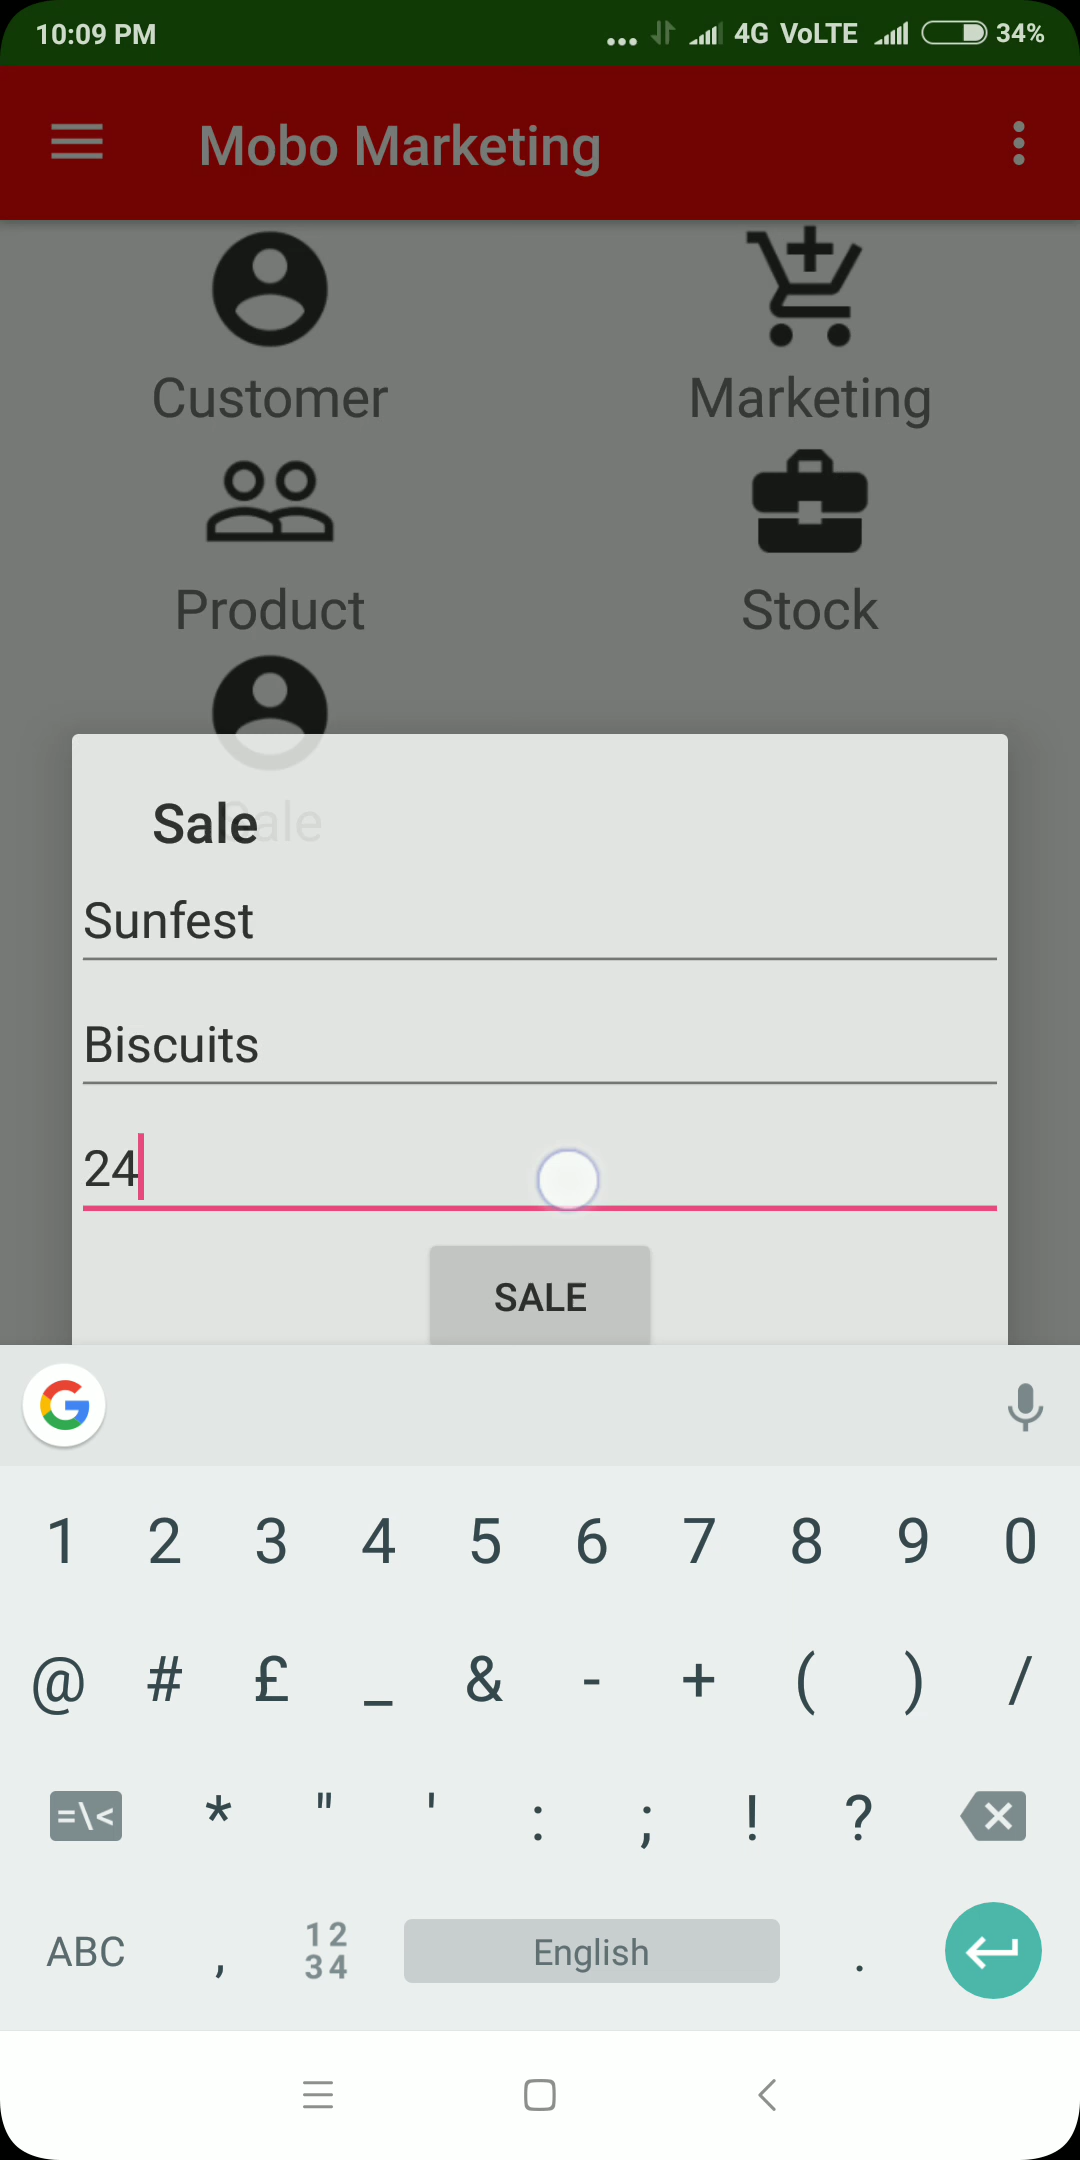 10:09 PM ... 4G VoLTE 34%
Mobo Marketing
Customer Marketing
Product Stock
Sale
Sale
Sunfest
Biscuits
24
SALE
1 2 3 4 5 6 7 8 9 0
@ # £ _ & - + ( ) /
=\< * " ' : ; ! ?
ABC , 12 34 English .